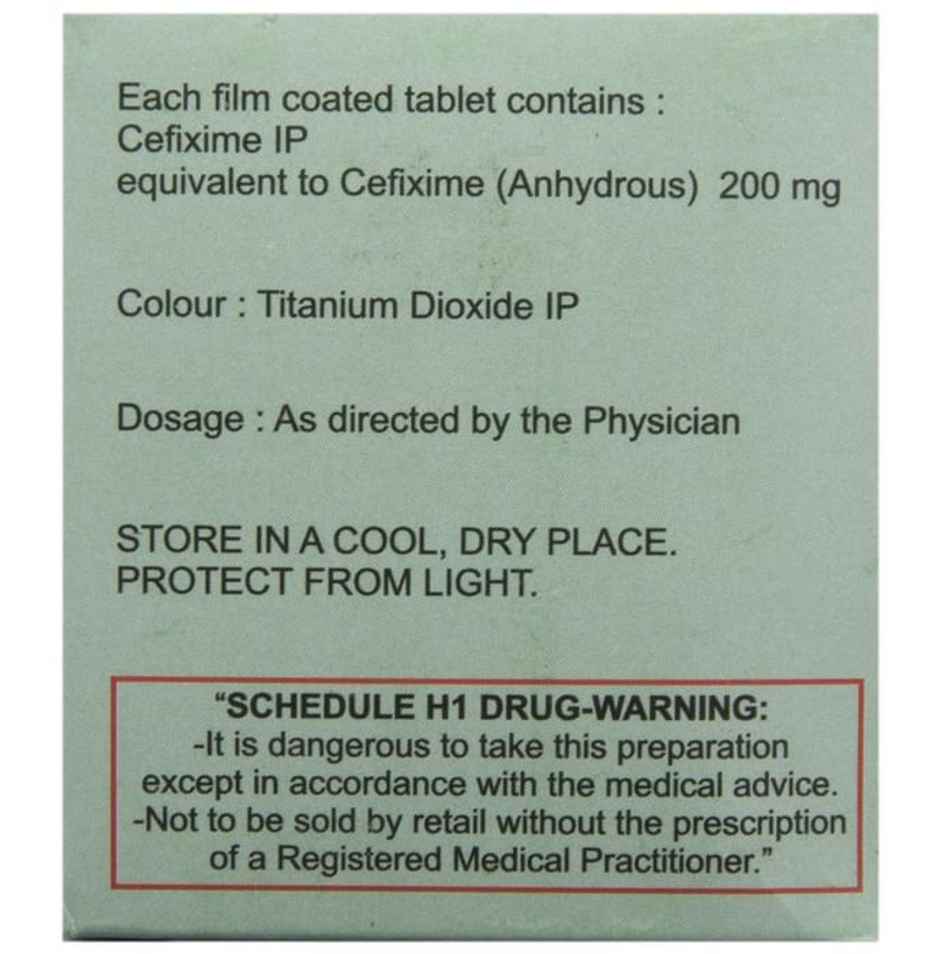 Each film coated tablet contains :
Cefixime IP
equivalent to Cefixime (Anhydrous) 200 mg
Colour : Titanium Dioxide IP
Dosage : As directed by the Physician
STORE IN A COOL, DRY PLACE.
PROTECT FROM LIGHT.
“SCHEDULE H1 DRUG-WARNING:
-It is dangerous to take this preparation
except in accordance with the medical advice.
-Not to be sold by retail without the prescription
of a Registered Medical Practitioner.”